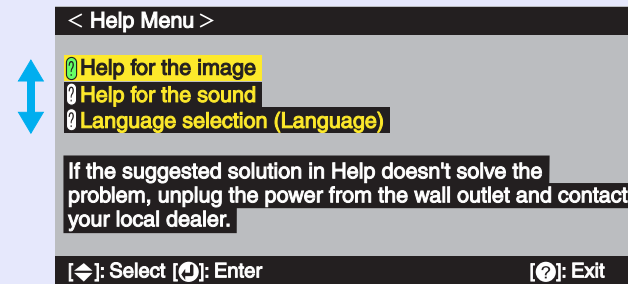 < Help Menu >
? Help for the image
? Help for the sound
? Language selection (Language)
If the suggested solution in Help doesn't solve the
problem, unplug the power from the wall outlet and contact
your local dealer.
[◆]: Select [↵]: Enter [?]: Exit